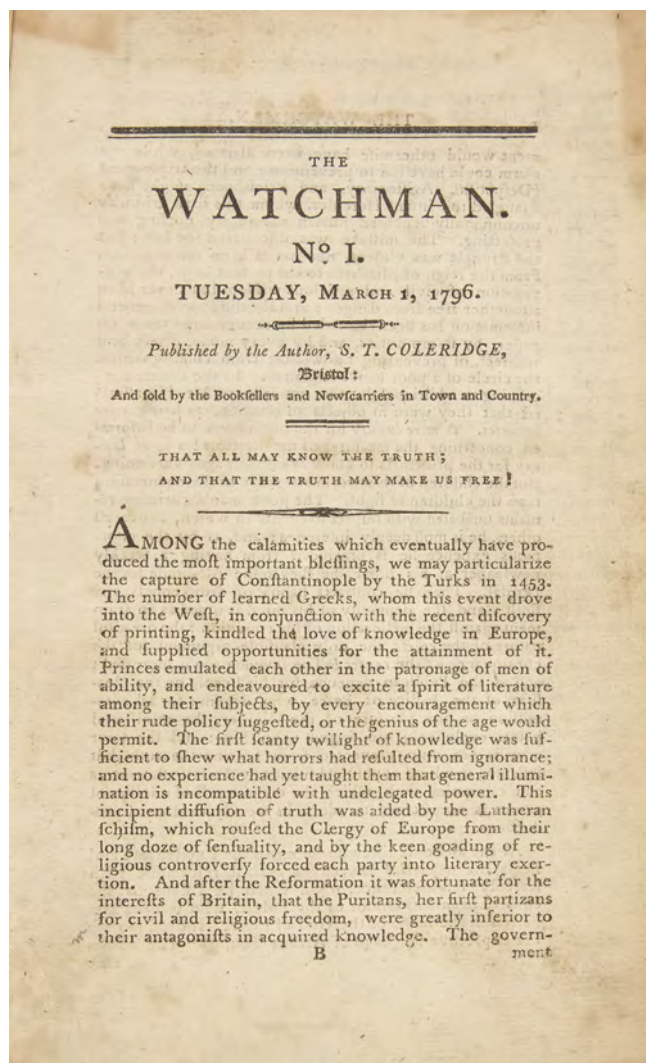 THE
WATCHMAN.
No. I.
TUESDAY, MARCH 1, 1796.
Published by the Author, S. T. COLERIDGE,
Bristol:
And ſold by the Bookſellers and Newſcarriers in Town and Country.
THAT ALL MAY KNOW THE TRUTH;
AND THAT THE TRUTH MAY MAKE US FREE!
AMONG the calamities which eventually have pro-
duced the moſt important bleſſings, we may particularize
the capture of Conſtantinople by the Turks in 1453.
The number of learned Greeks, whom this event drove
into the Weſt, in conjunction with the recent diſcovery
of printing, kindled the love of knowledge in Europe,
and ſupplied opportunities for the attainment of it.
Princes emulated each other in the patronage of men of
ability, and endeavoured to excite a ſpirit of literature
among their ſubjects, by every encouragement which
their rude policy ſuggeſted, or the genius of the age would
permit. The firſt ſcanty twilight of knowledge was ſuf-
ficient to ſhew what horrors had reſulted from ignorance;
and no experience had yet taught them that general illumi-
nation is incompatible with undelegated power. This
incipient diffuſion of truth was aided by the Lutheran
ſchiſm, which rouſed the Clergy of Europe from their
long doze of ſenſuality, and by the keen goading of re-
ligious controverſy forced each party into literary exer-
tion. And after the Reformation it was fortunate for the
intereſts of Britain, that the Puritans, her firſt partizans
for civil and religious freedom, were greatly inferior to
their antagoniſts in acquired knowledge. The govern-
B ment